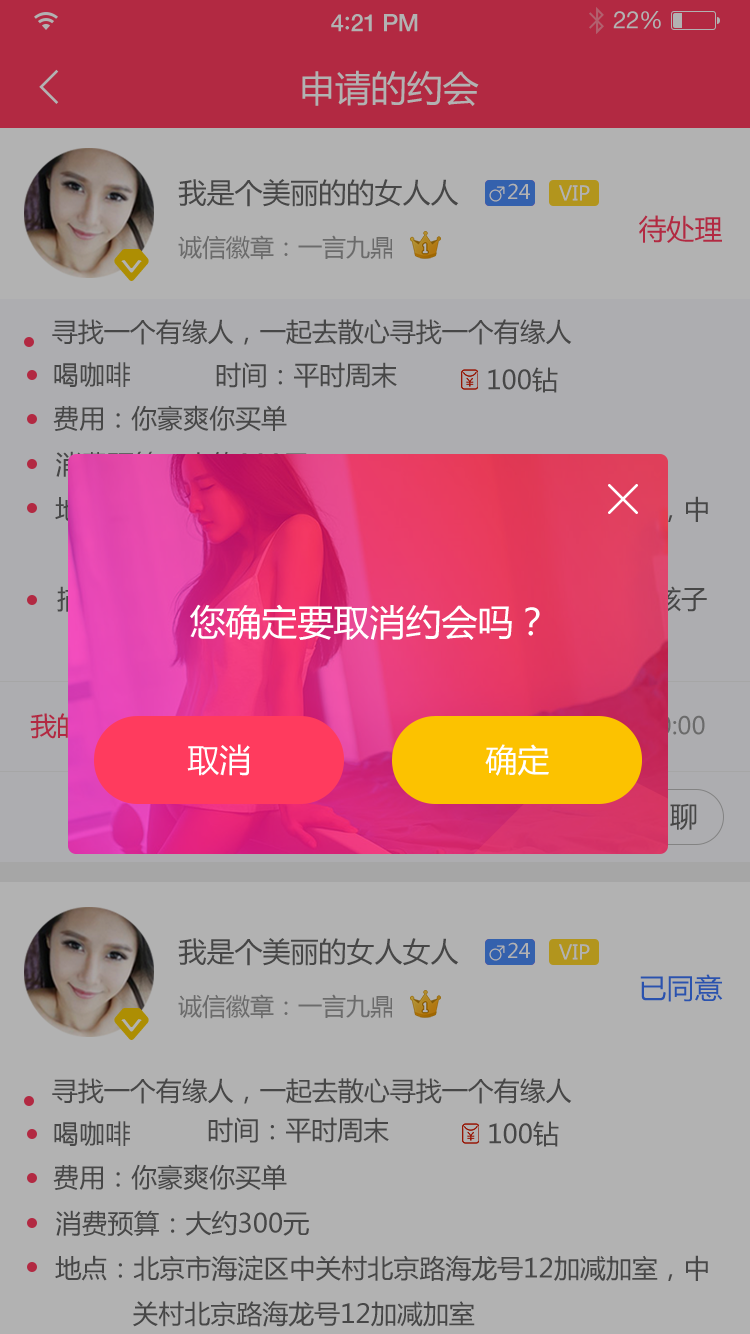 4:21 PM 22%
申请的约会
我是个美丽的的女人人 ♂24 VIP
诚信徽章：一言九鼎 1
待处理
寻找一个有缘人，一起去散心寻找一个有缘人
喝咖啡 时间：平时周末 100钻
费用：你豪爽你买单
，中
孩子
您确定要取消约会吗？
我的 :00
取消 确定
聊
我是个美丽的女人女人 ♂24 VIP
诚信徽章：一言九鼎 1
已同意
寻找一个有缘人，一起去散心寻找一个有缘人
喝咖啡 时间：平时周末 100钻
费用：你豪爽你买单
消费预算：大约300元
地点：北京市海淀区中关村北京路海龙号12加减加室，中
关村北京路海龙号12加减加室